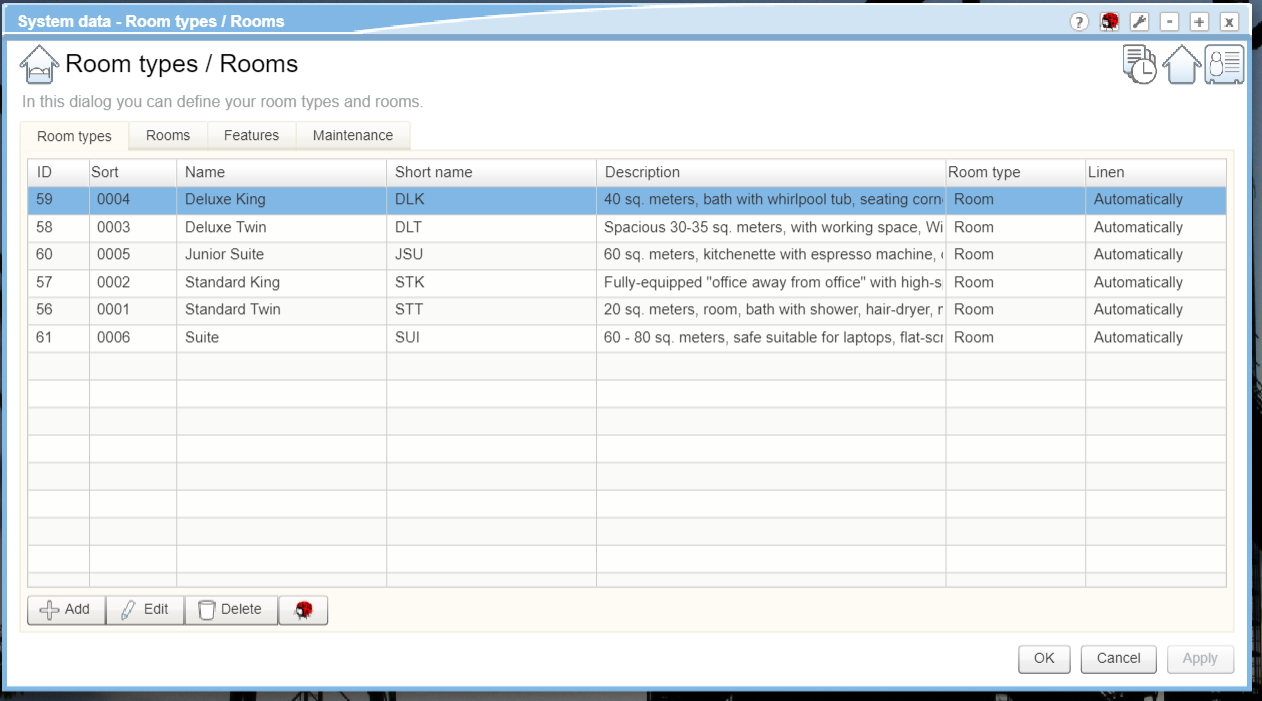 System data - Room types / Rooms
? - + x
Room types / Rooms
In this dialog you can define your room types and rooms.
Room types Rooms Features Maintenance
ID Sort Name Short name Description Room type Linen
59 0004 Deluxe King DLK 40 sq. meters, bath with whirlpool tub, seating corn Room Automatically
58 0003 Deluxe Twin DLT Spacious 30-35 sq. meters, with working space, Wi Room Automatically
60 0005 Junior Suite JSU 60 sq. meters, kitchenette with espresso machine, Room Automatically
57 0002 Standard King STK Fully-equipped "office away from office" with high-s Room Automatically
56 0001 Standard Twin STT 20 sq. meters, room, bath with shower, hair-dryer, Room Automatically
61 0006 Suite SUI 60 - 80 sq. meters, safe suitable for laptops, flat-scr Room Automatically
Add Edit Delete
OK Cancel Apply